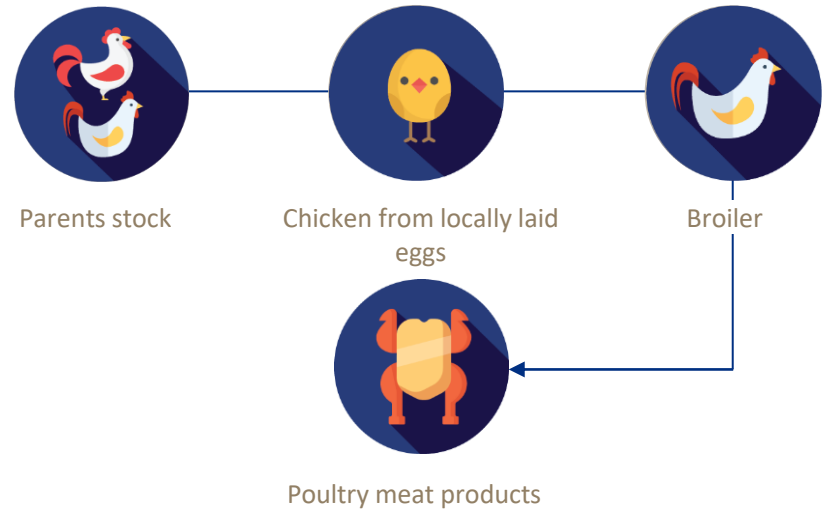 Parents stock
Chicken from locally laid
eggs
Broiler
Poultry meat products